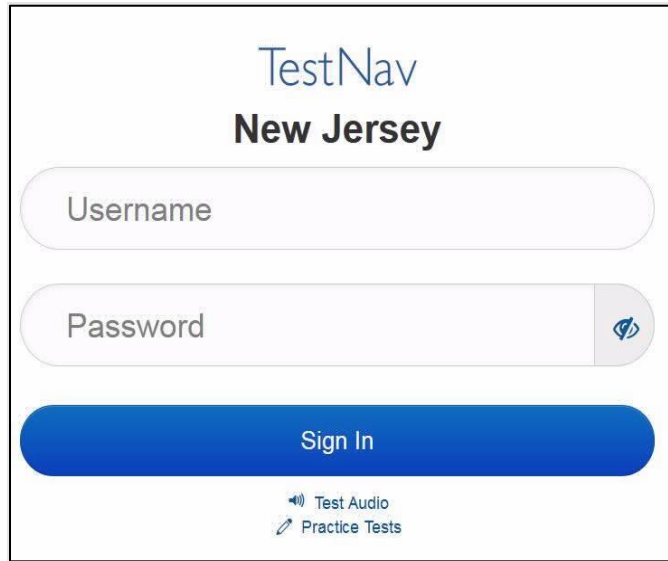 TestNav
New Jersey
Username
Password
Sign In
Test Audio
Practice Tests